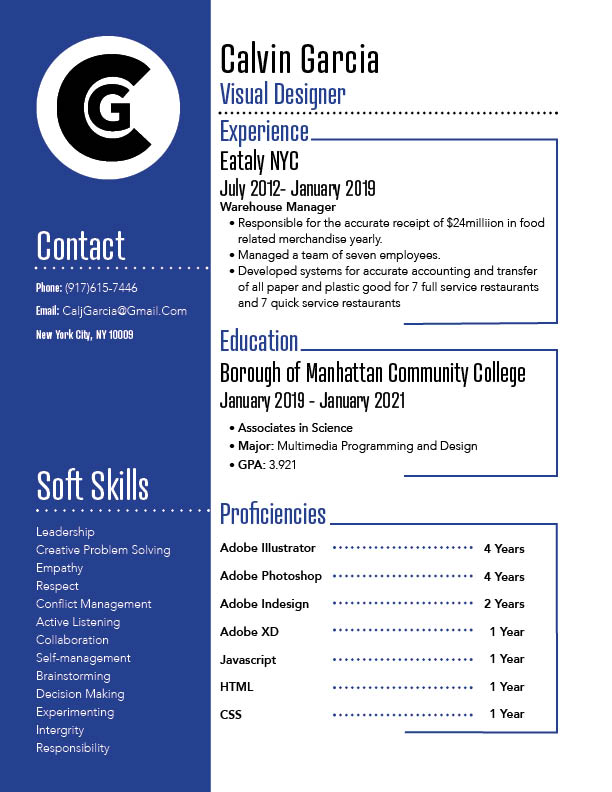 CG
Contact
Phone: (917)615-7446
Email: CaljGarcia@Gmail.Com
New York City, NY 10009
Soft Skills
Leadership
Creative Problem Solving
Empathy
Respect
Conflict Management
Active Listening
Collaboration
Self-management
Brainstorming
Decision Making
Experimenting
Intergrity
Responsibility
Calvin Garcia
Visual Designer
Experience
Eataly NYC
July 2012- January 2019
Warehouse Manager
• Responsible for the accurate receipt of $24milliion in food
related merchandise yearly.
• Managed a team of seven employees.
• Developed systems for accurate accounting and transfer
of all paper and plastic good for 7 full service restaurants
and 7 quick service restaurants
Education
Borough of Manhattan Community College
January 2019 - January 2021
• Associates in Science
• Major: Multimedia Programming and Design
• GPA: 3.921
Proficiencies
Adobe Illustrator 4 Years
Adobe Photoshop 4 Years
Adobe Indesign 2 Years
Adobe XD 1 Year
Javascript 1 Year
HTML 1 Year
CSS 1 Year